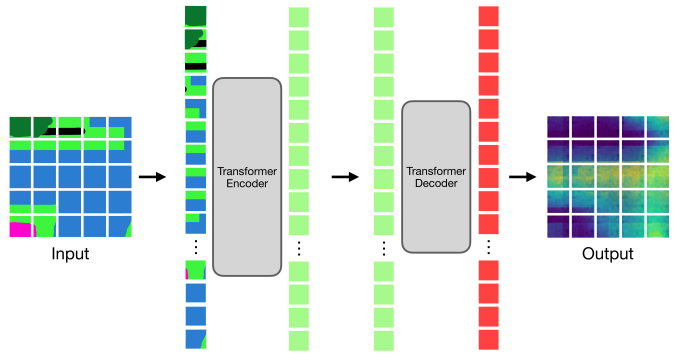 Input
Transformer
Encoder
Transformer
Decoder
Output